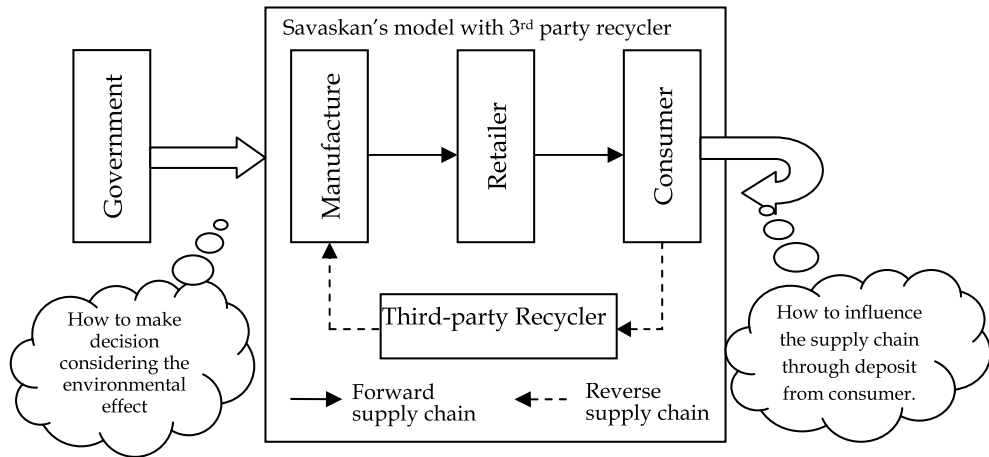 Savaskan's model with 3rd party recycler
Government
Manufacture
Retailer
Consumer
Third-party Recycler
How to make
decision
considering the
environmental
effect
How to influence
the supply chain
through deposit
from consumer.
Forward
supply chain
Reverse
supply chain